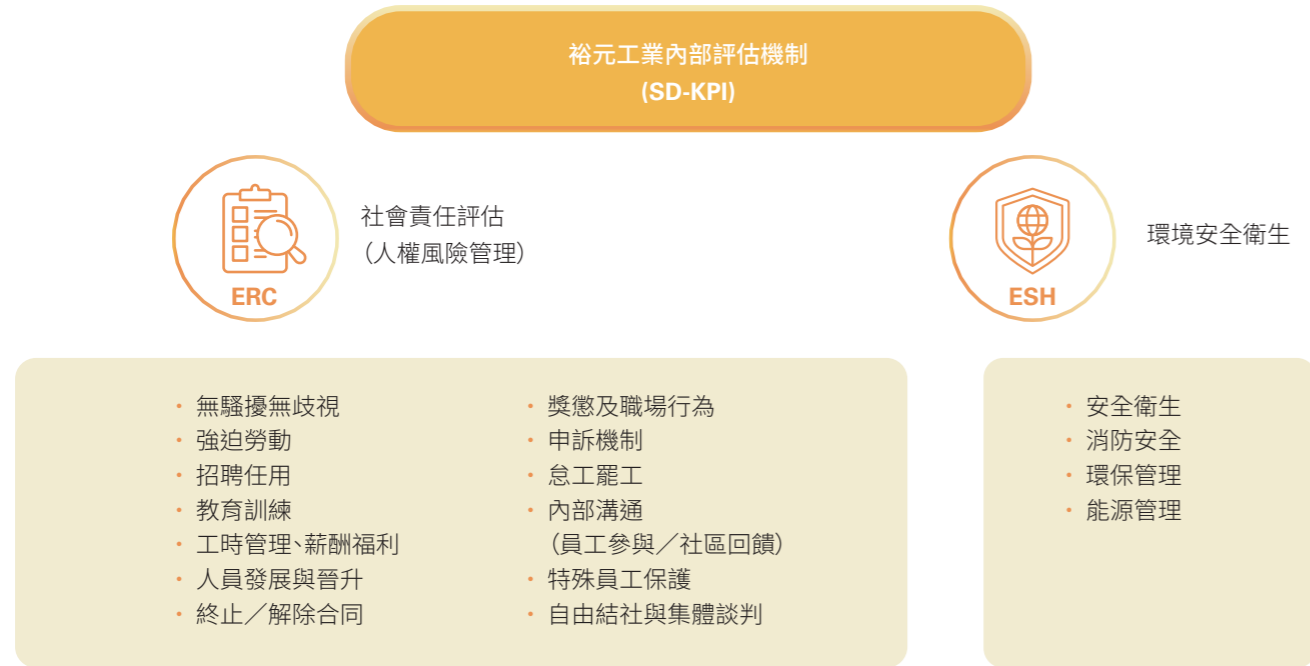 裕元工業內部評估機制
(SD-KPI)
ERC
社會責任評估
（人權風險管理）
ESH
環境安全衛生
・無騷擾無歧視
・強迫勞動
・招聘任用
・教育訓練
・工時管理、薪酬福利
・人員發展與晉升
・終止／解除合同
・獎懲及職場行為
・申訴機制
・怠工罷工
・內部溝通
（員工參與／社區回饋）
・特殊員工保護
・自由結社與集體談判
・安全衛生
・消防安全
・環保管理
・能源管理